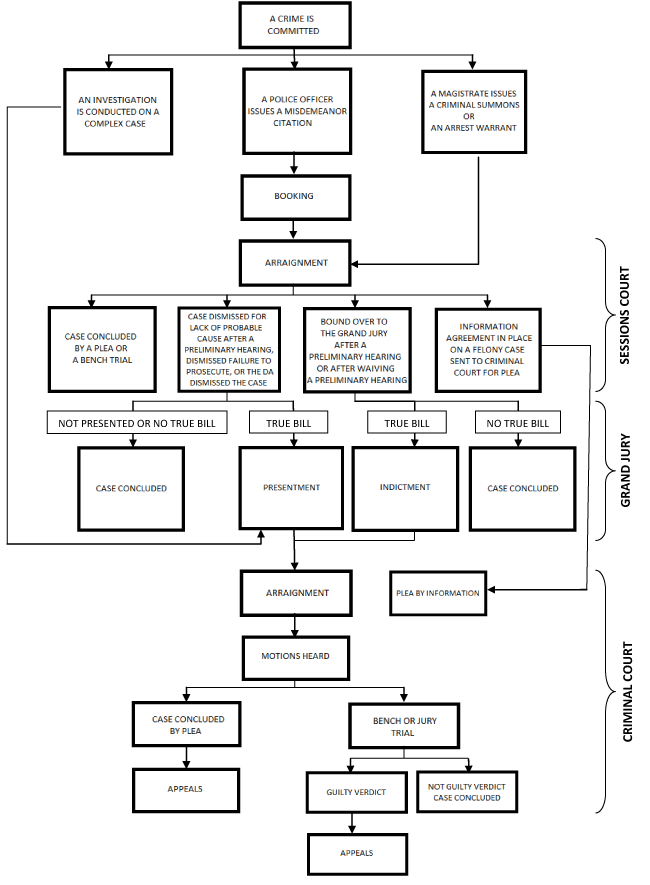 A CRIME IS
COMMITTED
AN INVESTIGATION
IS CONDUCTED ON A
COMPLEX CASE
A POLICE OFFICER
ISSUES A MISDEMEANOR
CITATION
A MAGISTRATE ISSUES
A CRIMINAL SUMMONS
OR
AN ARREST WARRANT
BOOKING
ARRAIGNMENT
SESSIONS COURT
CASE CONCLUDED
BY A PLEA OR
A BENCH TRIAL
CASE DISMISSED FOR
LACK OF PROBABLE
CAUSE AFTER A
PRELIMINARY HEARING,
DISMISSED FAILURE TO
PROSECUTE, OR THE DA
DISMISSED THE CASE
BOUND OVER TO
THE GRAND JURY
AFTER A
PRELIMINARY HEARING
OR AFTER WAIVING
A PRELIMINARY HEARING
INFORMATION
AGREEMENT IN PLACE
ON A FELONY CASE
SENT TO CRIMINAL
COURT FOR PLEA
NOT PRESENTED OR NO TRUE BILL
TRUE BILL
TRUE BILL
NO TRUE BILL
GRAND JURY
CASE CONCLUDED
PRESENTMENT
INDICTMENT
CASE CONCLUDED
ARRAIGNMENT
PLEA BY INFORMATION
MOTIONS HEARD
CRIMINAL COURT
CASE CONCLUDED
BY PLEA
BENCH OR JURY
TRIAL
APPEALS
GUILTY VERDICT
NOT GUILTY VERDICT
CASE CONCLUDED
APPEALS